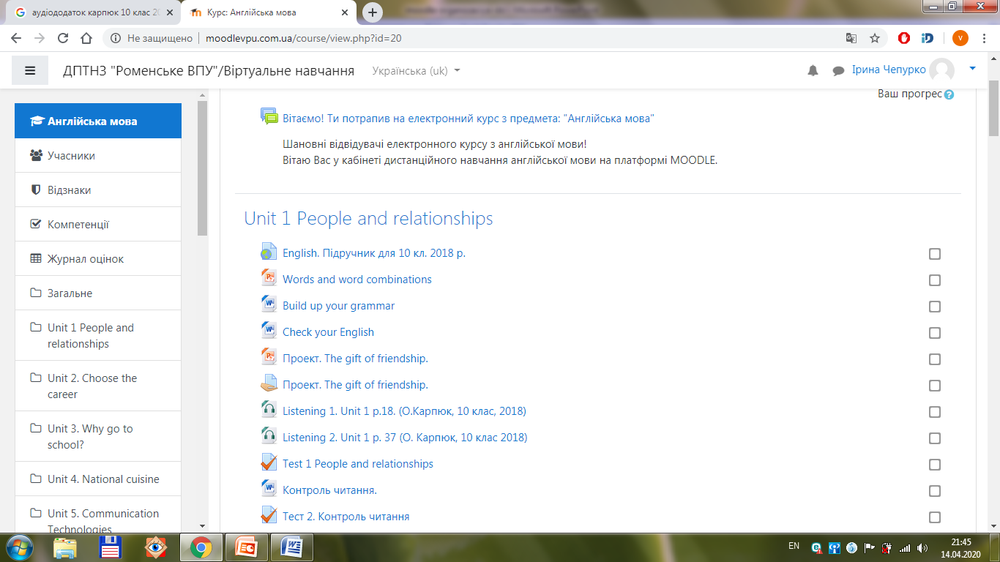 аудіододаток карпюк 10 клас 20
Курс: Англійська мова
Не защищено
moodlevpu.com.ua/course/view.php?id=20
v
ДПТНЗ "Роменське ВПУ"/Віртуальне навчання
Українська (uk)
Ірина Чепурко
Ваш прогрес
Англійська мова
Учасники
Відзнаки
Компетенції
Журнал оцінок
Загальне
Unit 1 People and
relationships
Unit 2. Choose the
career
Unit 3. Why go to
school?
Unit 4. National cuisine
Unit 5. Communication
Technologies
Вітаємо! Ти потрапив на електронний курс з предмета: "Англійська мова"
Шановні відвідувачі електронного курсу з англійської мови!
Вітаю Вас у кабінеті дистанційного навчання англійської мови на платформі MOODLE.
Unit 1 People and relationships
English. Підручник для 10 кл. 2018 р.
Words and word combinations
Build up your grammar
Check your English
Проект. The gift of friendship.
Проект. The gift of friendship.
Listening 1. Unit 1 p.18. (О.Карпюк, 10 клас, 2018)
Listening 2. Unit 1 p. 37 (О. Карпюк, 10 клас 2018)
Test 1 People and relationships
Контроль читання.
Тест 2. Контроль читання
EN
21:45
14.04.2020